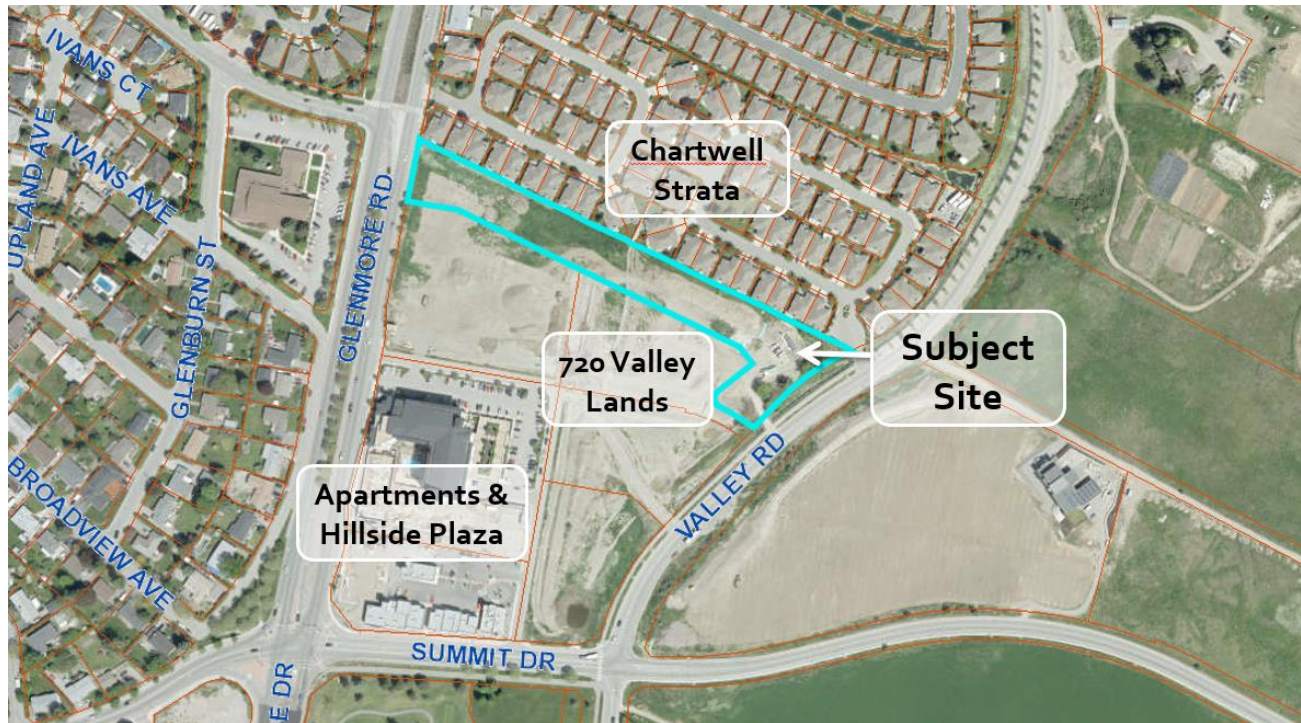 IVANS CT
UPLAND AVE
IVANS AVE
GLENBURN ST
GLENMORE RD
BROADVIEW AVE
Chartwell
Strata
720 Valley
Lands
Subject
Site
Apartments &
Hillside Plaza
VALLEY RD
SUMMIT DR
E DR